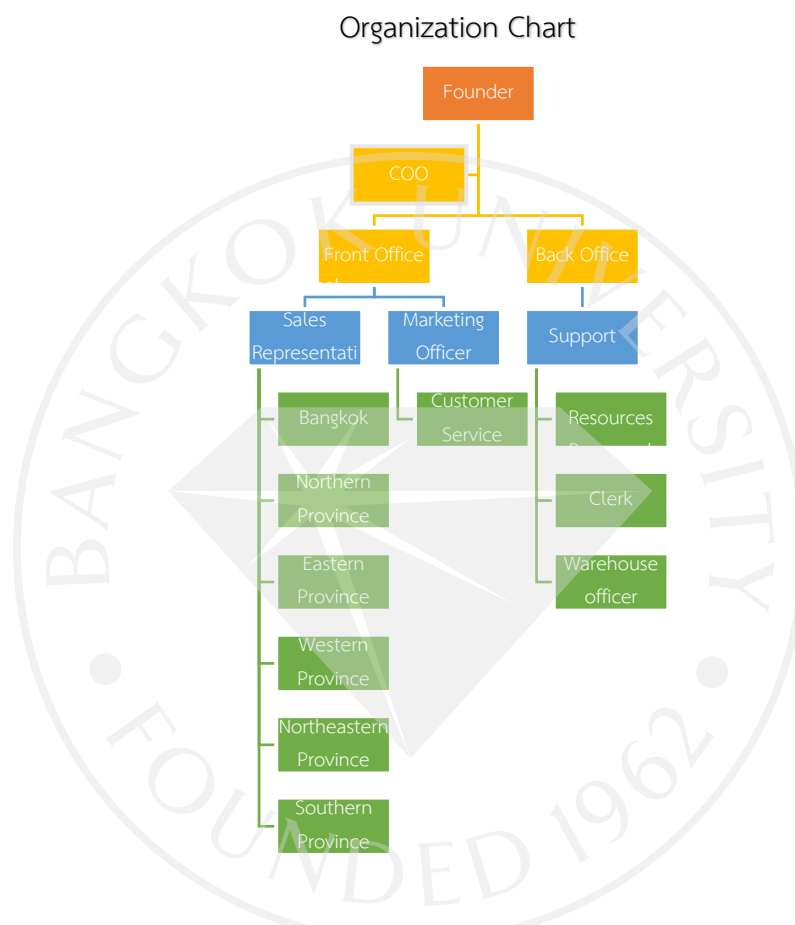 Organization Chart
Founder
COO
Front Office
Back Office
Sales
Representati
Marketing
Officer
Support
Bangkok
Customer
Service
Resources
Northern
Province
Clerk
Eastern
Province
Warehouse
officer
Western
Province
Northeastern
Province
Southern
Province
BANGKOK UNIVERSITY
FOUNDED 1962